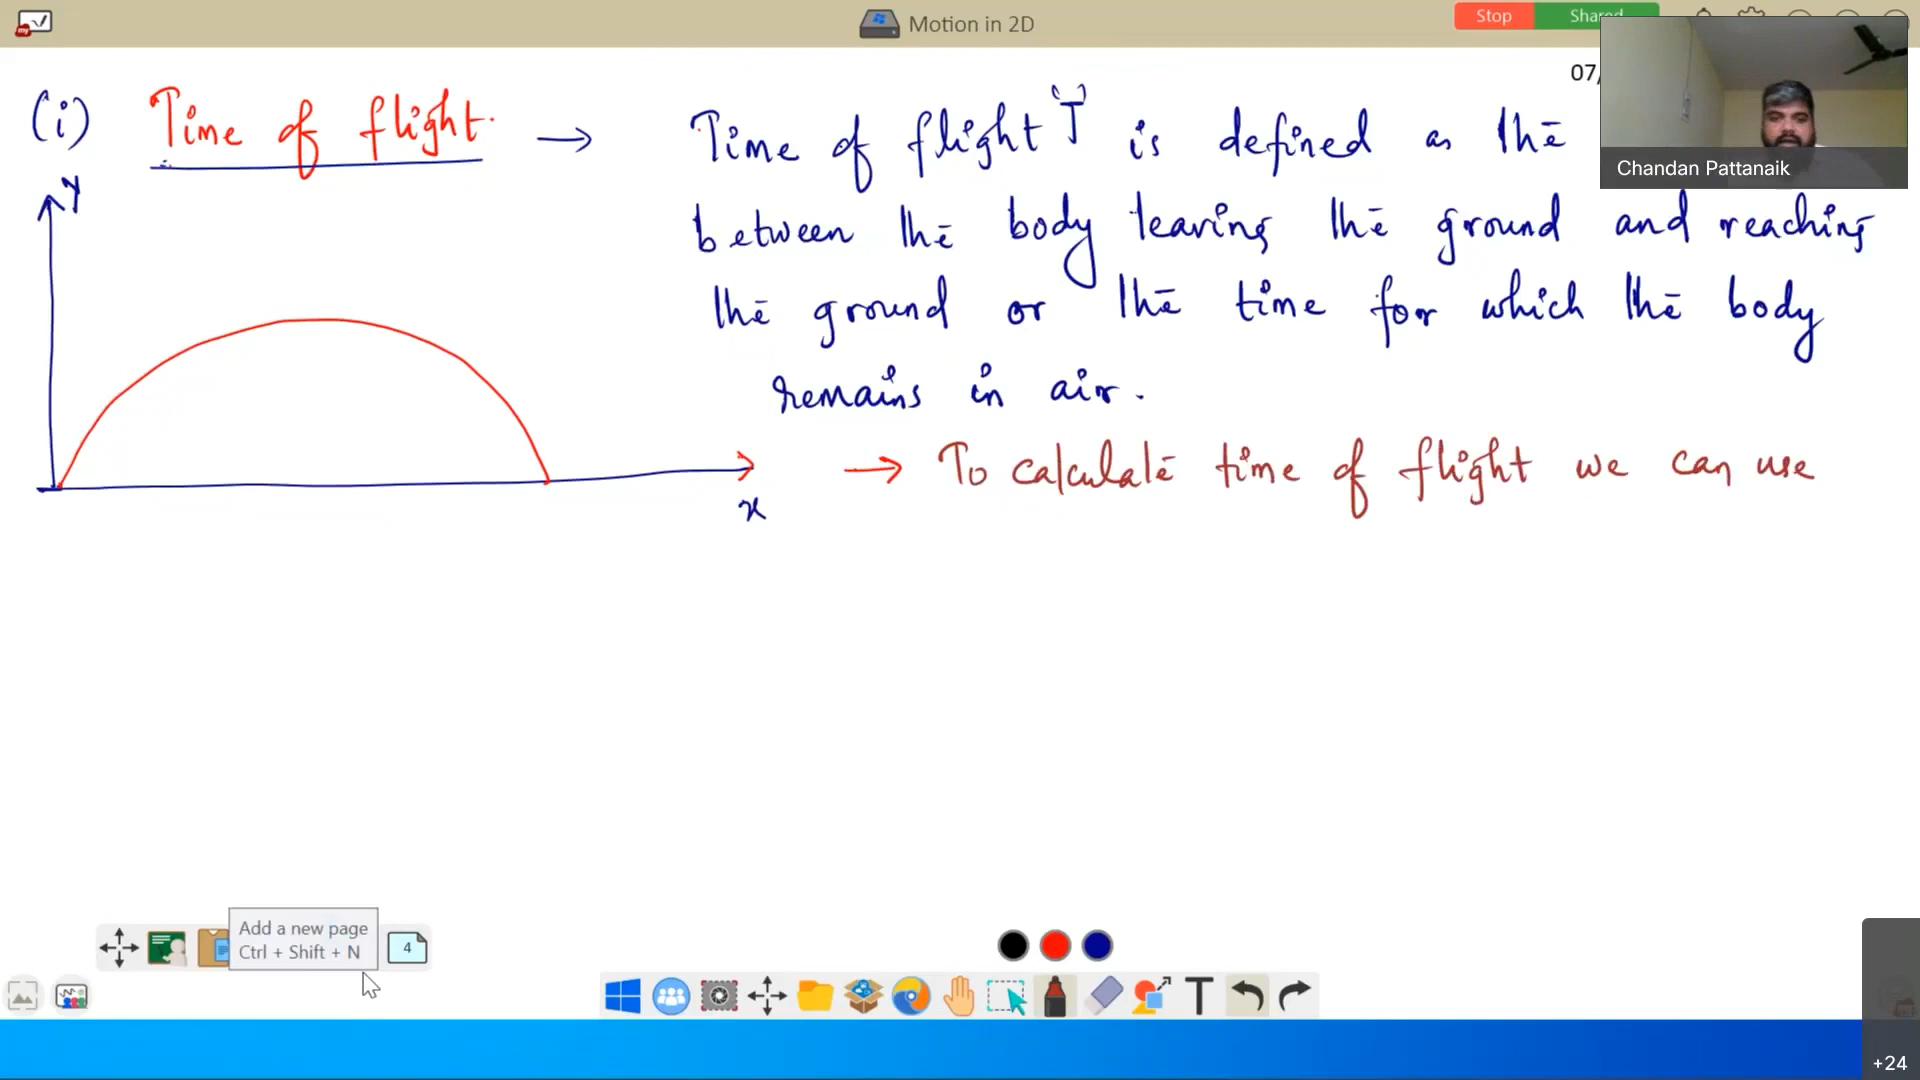 Motion in 2D
Stop
Shared
07/
Chandan Pattanaik
(i) Time of flight. → Time of flight 'T' is defined as the
between the body leaving the ground and reaching
the ground or the time for which the body
remains in air.
→ To calculate time of flight we can use
Y
x
Add a new page
Ctrl + Shift + N
4
T
+24